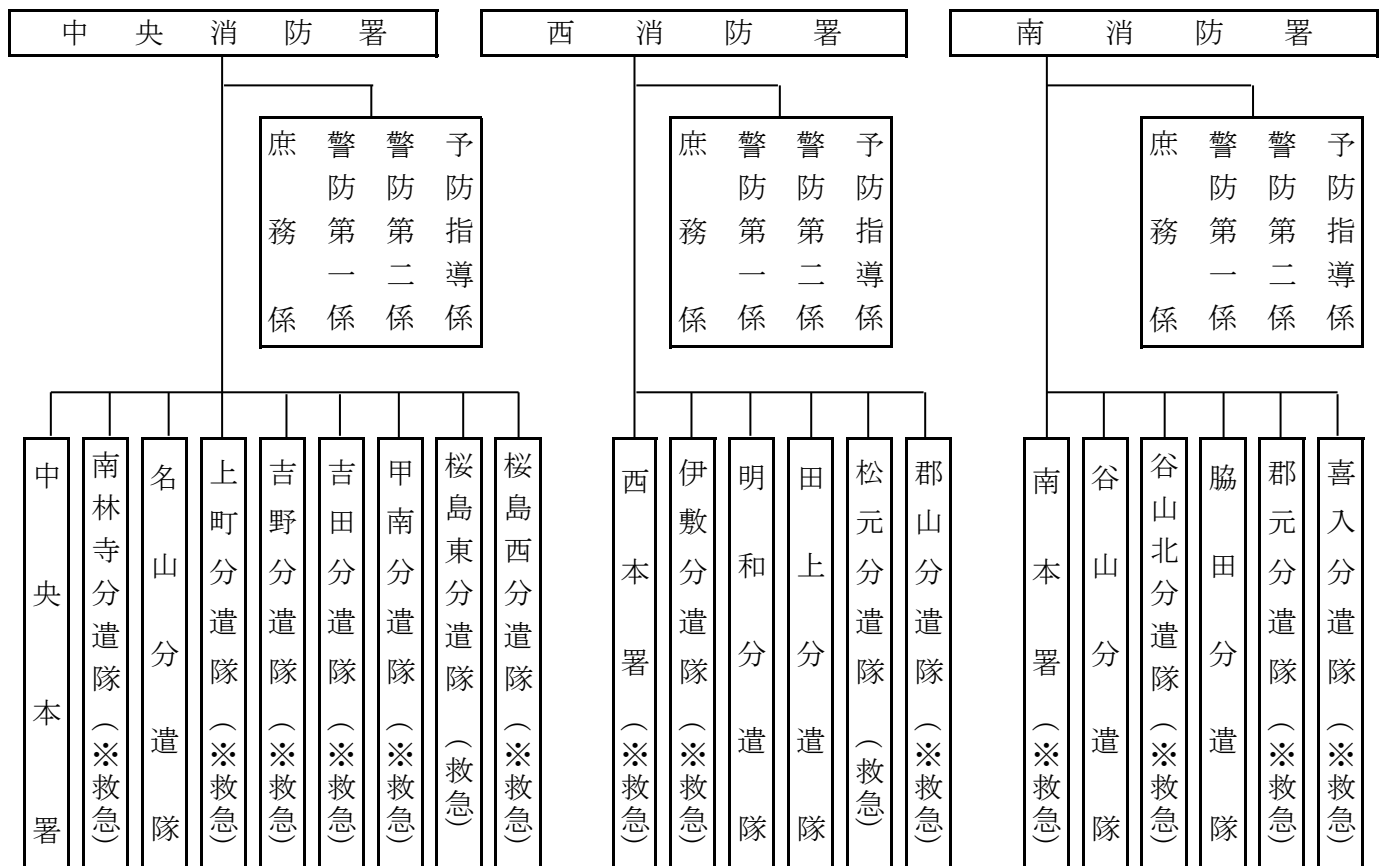 中央消防署
西消防署
南消防署
庶務係
警防第一係
警防第二係
予防指導係
庶務係
警防第一係
警防第二係
予防指導係
庶務係
警防第一係
警防第二係
予防指導係
中央本署
南林寺分遣隊(※救急)
名山分遣隊
上町分遣隊(※救急)
吉野分遣隊(※救急)
吉田分遣隊(※救急)
甲南分遣隊(※救急)
桜島東分遣隊(救急)
桜島西分遣隊(※救急)
西本署(※救急)
伊敷分遣隊(※救急)
明和分遣隊
田上分遣隊
松元分遣隊(救急)
郡山分遣隊(※救急)
南本署(※救急)
谷山分遣隊
谷山北分遣隊(※救急)
脇田分遣隊
郡元分遣隊(※救急)
喜入分遣隊(※救急)